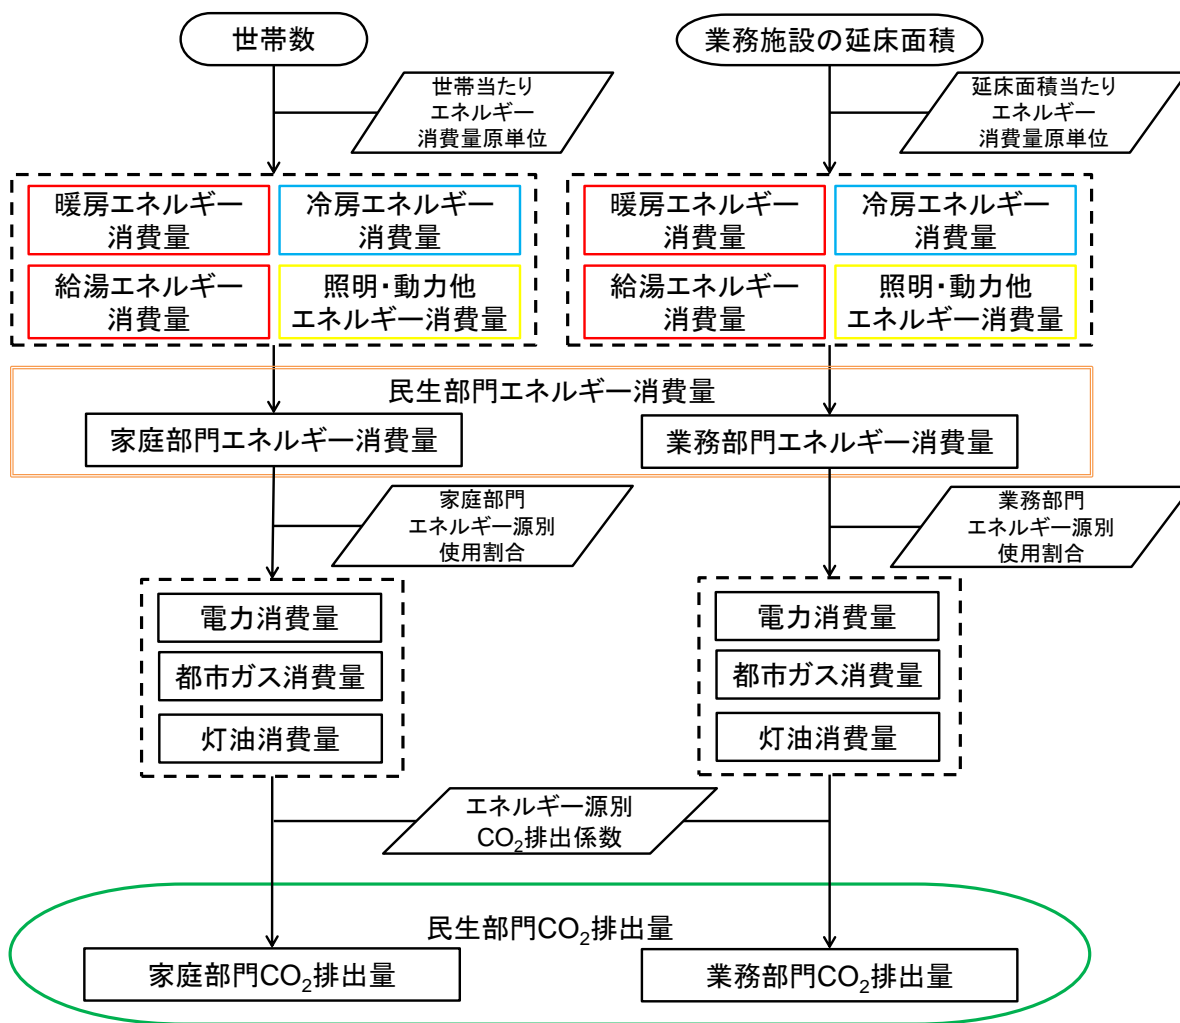 世帯数
業務施設の延床面積
世帯当たり
エネルギー
消費量原単位
延床面積当たり
エネルギー
消費量原単位
暖房エネルギー
消費量
冷房エネルギー
消費量
給湯エネルギー
消費量
照明・動力他
エネルギー消費量
暖房エネルギー
消費量
冷房エネルギー
消費量
給湯エネルギー
消費量
照明・動力他
エネルギー消費量
民生部門エネルギー消費量
家庭部門エネルギー消費量
業務部門エネルギー消費量
家庭部門
エネルギー源別
使用割合
業務部門
エネルギー源別
使用割合
電力消費量
都市ガス消費量
灯油消費量
電力消費量
都市ガス消費量
灯油消費量
エネルギー源別
CO₂排出係数
民生部門CO₂排出量
家庭部門CO₂排出量
業務部門CO₂排出量